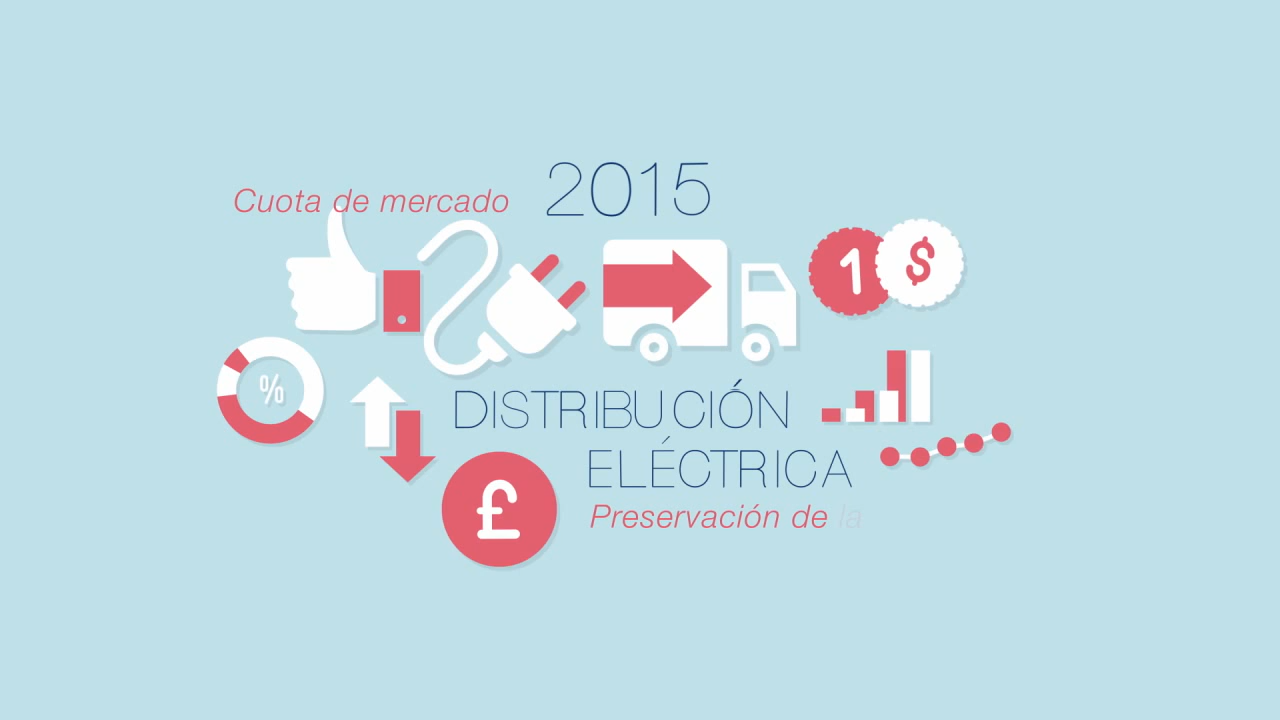 2015
Cuota de mercado
1 $
%
DISTRIBUCIÓN
ELÉCTRICA
£
Preservación de la